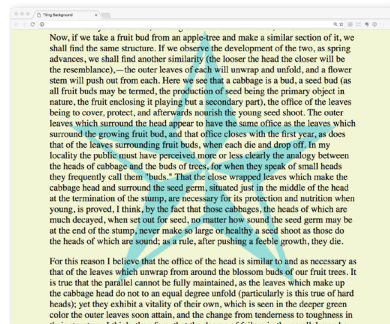 Tiling Background
Now, if we take a fruit bud from an apple-tree and make a similar section of it, we
shall find the same structure. If we observe the development of the two, as spring
advances, we shall find another similarity (the looser the head the closer will be
the resemblance),—the outer leaves of each will unwrap and unfold, and a flower
stem will push out from each. Here we see that a cabbage is a bud, a seed bud (as
all fruit buds may be termed, the production of seed being the primary object in
nature, the fruit enclosing it playing but a secondary part), the office of the leaves
being to cover, protect, and afterwards nourish the young seed shoot. The outer
leaves which surround the head appear to have the same office as the leaves which
surround the growing fruit bud, and that office closes with the first year, as does
that of the leaves surrounding fruit buds, when each die and drop off. In my
locality the public must have perceived more or less clearly the analogy between
the heads of cabbage and the buds of trees, for when they speak of small heads
they frequently call them "buds." That the close wrapped leaves which make the
cabbage head and surround the seed germ, situated just in the middle of the head
at the termination of the stump, are necessary for its protection and nutrition when
young, is proved, I think, by the fact that those cabbages, the heads of which are
much decayed, when set out for seed, no matter how sound the seed germ may be
at the end of the stump, never make so large or healthy a seed shoot as those do
the heads of which are sound; as a rule, after pushing a feeble growth, they die.
For this reason I believe that the office of the head is similar to and as necessary as
that of the leaves which unwrap from around the blossom buds of our fruit trees. It
is true that the parallel cannot be fully maintained, as the leaves which make up
the cabbage head do not to an equal degree unfold (particularly is this true of hard
heads); yet they exhibit a vitality of their own, which is seen in the deeper green
color the outer leaves soon attain, and the change from tenderness to toughness in